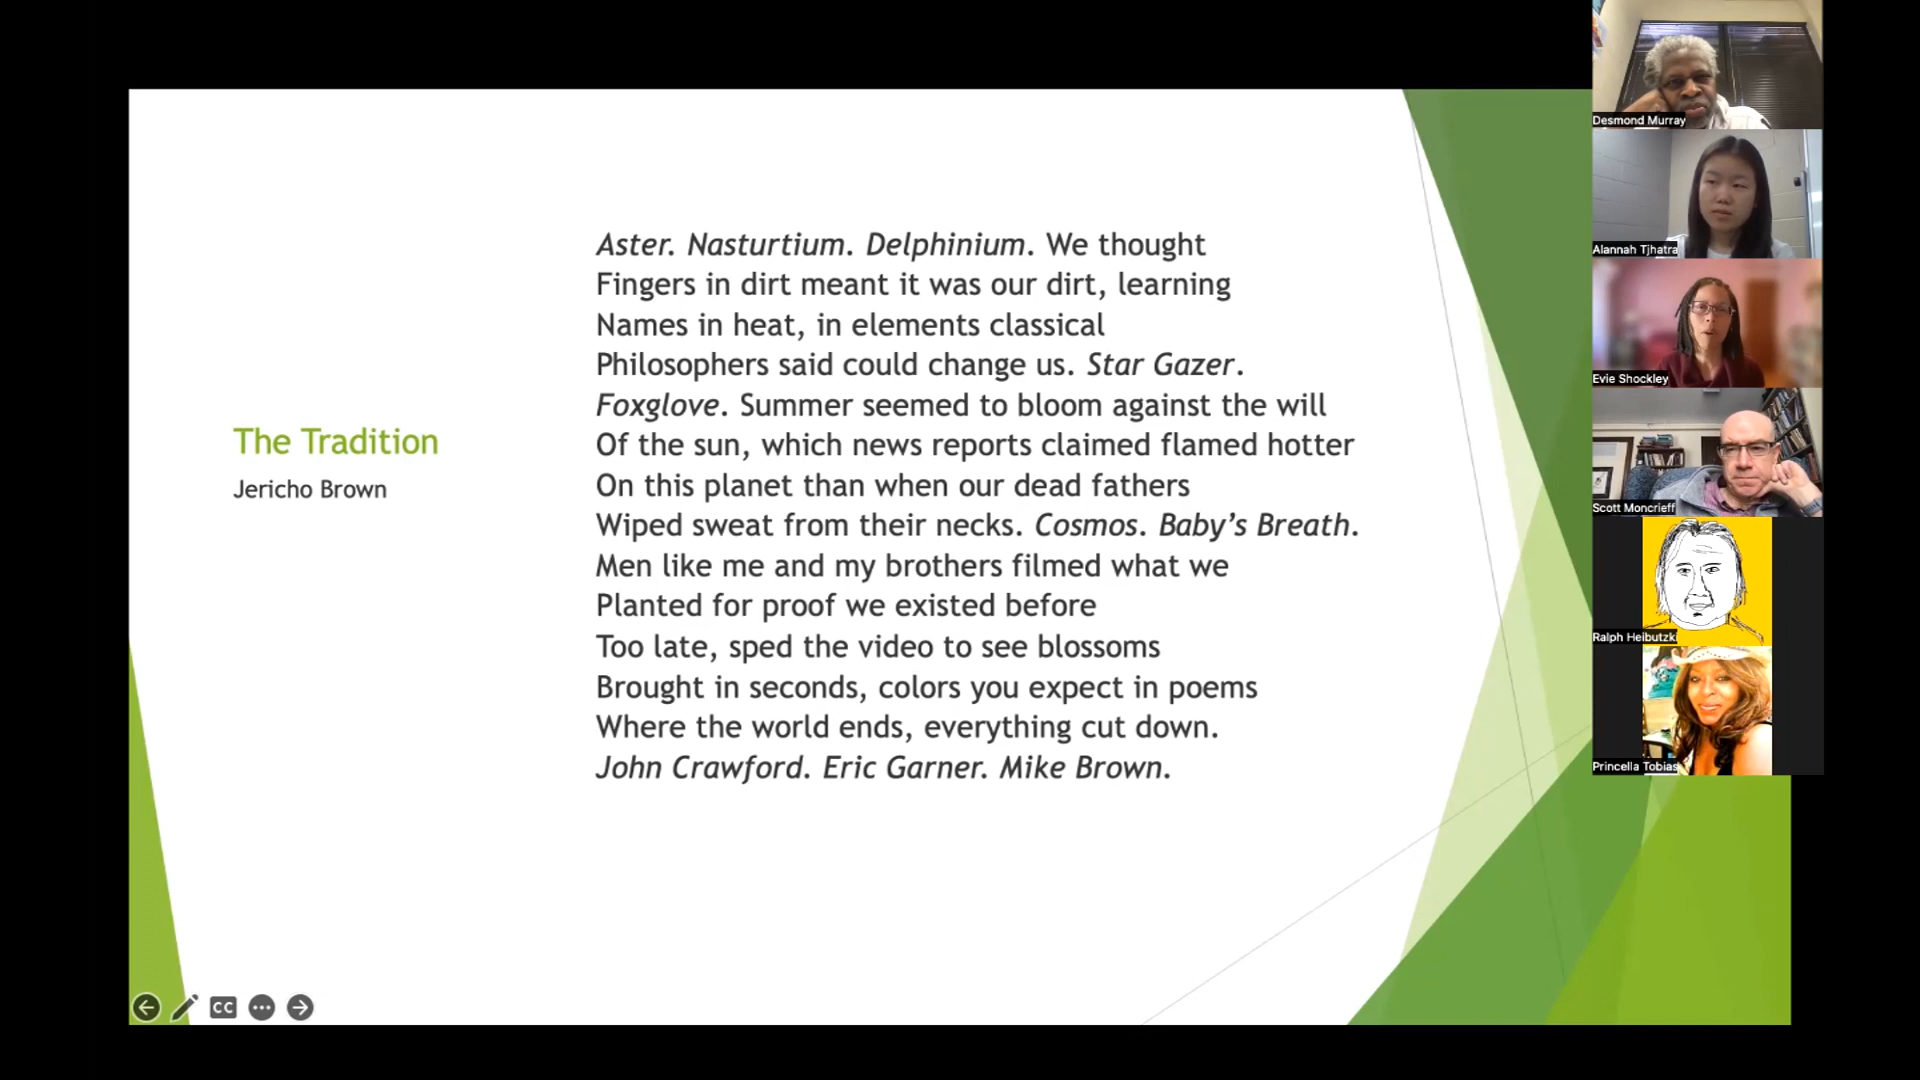 The Tradition
Jericho Brown
Aster. Nasturtium. Delphinium. We thought
Fingers in dirt meant it was our dirt, learning
Names in heat, in elements classical
Philosophers said could change us. Star Gazer.
Foxglove. Summer seemed to bloom against the will
Of the sun, which news reports claimed flamed hotter
On this planet than when our dead fathers
Wiped sweat from their necks. Cosmos. Baby’s Breath.
Men like me and my brothers filmed what we
Planted for proof we existed before
Too late, sped the video to see blossoms
Brought in seconds, colors you expect in poems
Where the world ends, everything cut down.
John Crawford. Eric Garner. Mike Brown.
CC
Desmond Murray
Alannah Tjhatra
Evie Shockley
Scott Moncrieff
Ralph Heibutzki
Princella Tobias